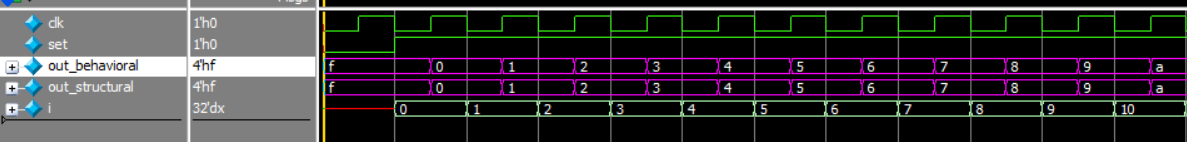 clk 1'h0
set 1'h0
out_behavioral 4'hf f 0 1 2 3 4 5 6 7 8 9 a
out_structural 4'hf f 0 1 2 3 4 5 6 7 8 9 a
i 32'dx 0 1 2 3 4 5 6 7 8 9 10